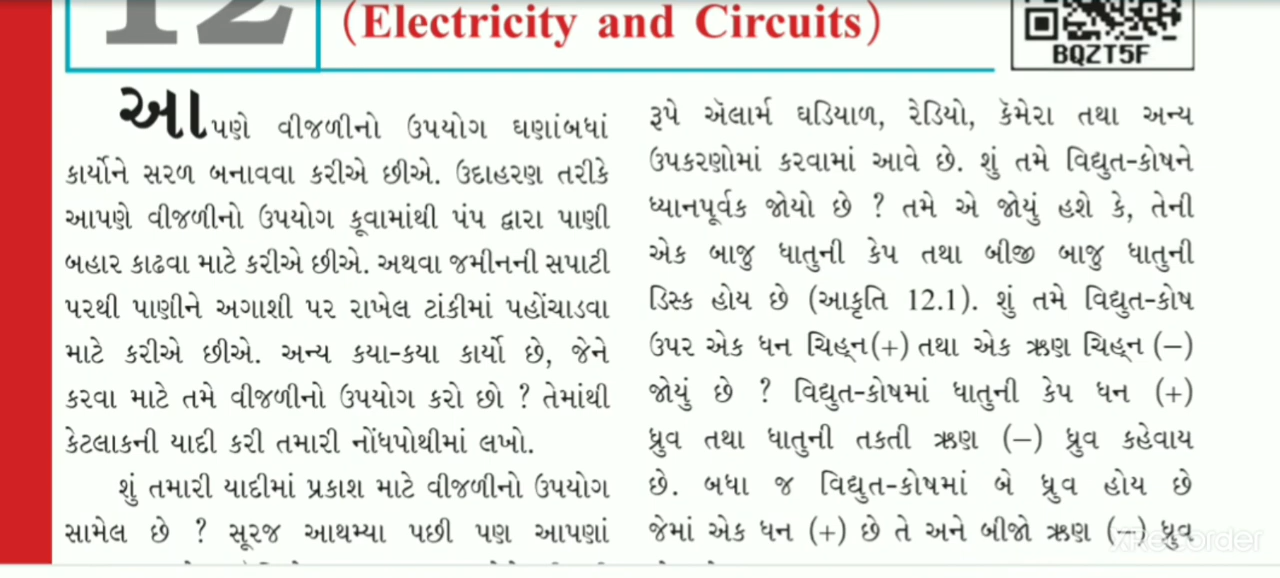 12
(Electricity and Circuits)
BQZT5F
આપણે વીજળીનો ઉપયોગ ઘણાંબધાં
કાર્યોને સરળ બનાવવા કરીએ છીએ. ઉદાહરણ તરીકે
આપણે વીજળીનો ઉપયોગ કૂવામાંથી પંપ દ્વારા પાણી
બહાર કાઢવા માટે કરીએ છીએ. અથવા જમીનની સપાટી
પરથી પાણીને અગાશી પર રાખેલ ટાંકીમાં પહોંચાડવા
માટે કરીએ છીએ. અન્ય કયા-કયા કાર્યો છે, જેને
કરવા માટે તમે વીજળીનો ઉપયોગ કરો છો ? તેમાંથી
કેટલાકની યાદી કરી તમારી નોંધપોથીમાં લખો.
શું તમારી યાદીમાં પ્રકાશ માટે વીજળીનો ઉપયોગ
સામેલ છે ? સૂરજ આથમ્યા પછી પણ આપણાં
રૂપે ઍલાર્મ ઘડિયાળ, રેડિયો, કૅમેરા તથા અન્ય
ઉપકરણોમાં કરવામાં આવે છે. શું તમે વિદ્યુત-કોષને
ધ્યાનપૂર્વક જોયો છે ? તમે એ જોયું હશે કે, તેની
એક બાજુ ધાતુની કેપ તથા બીજી બાજુ ધાતુની
ડિસ્ક હોય છે (આકૃતિ 12.1). શું તમે વિદ્યુત-કોષ
ઉપર એક ધન ચિહ્ન(+) તથા એક ઋણ ચિહ્ન (−)
જોયું છે ? વિદ્યુત-કોષમાં ધાતુની કેપ ધન (+)
ધ્રુવ તથા ધાતુની તકતી ઋણ (−) ધ્રુવ કહેવાય
છે. બધા જ વિદ્યુત-કોષમાં બે ધ્રુવ હોય છે
જેમાં એક ધન (+) છે તે અને બીજો ઋણ (−) ધ્રુવ
XRecorder